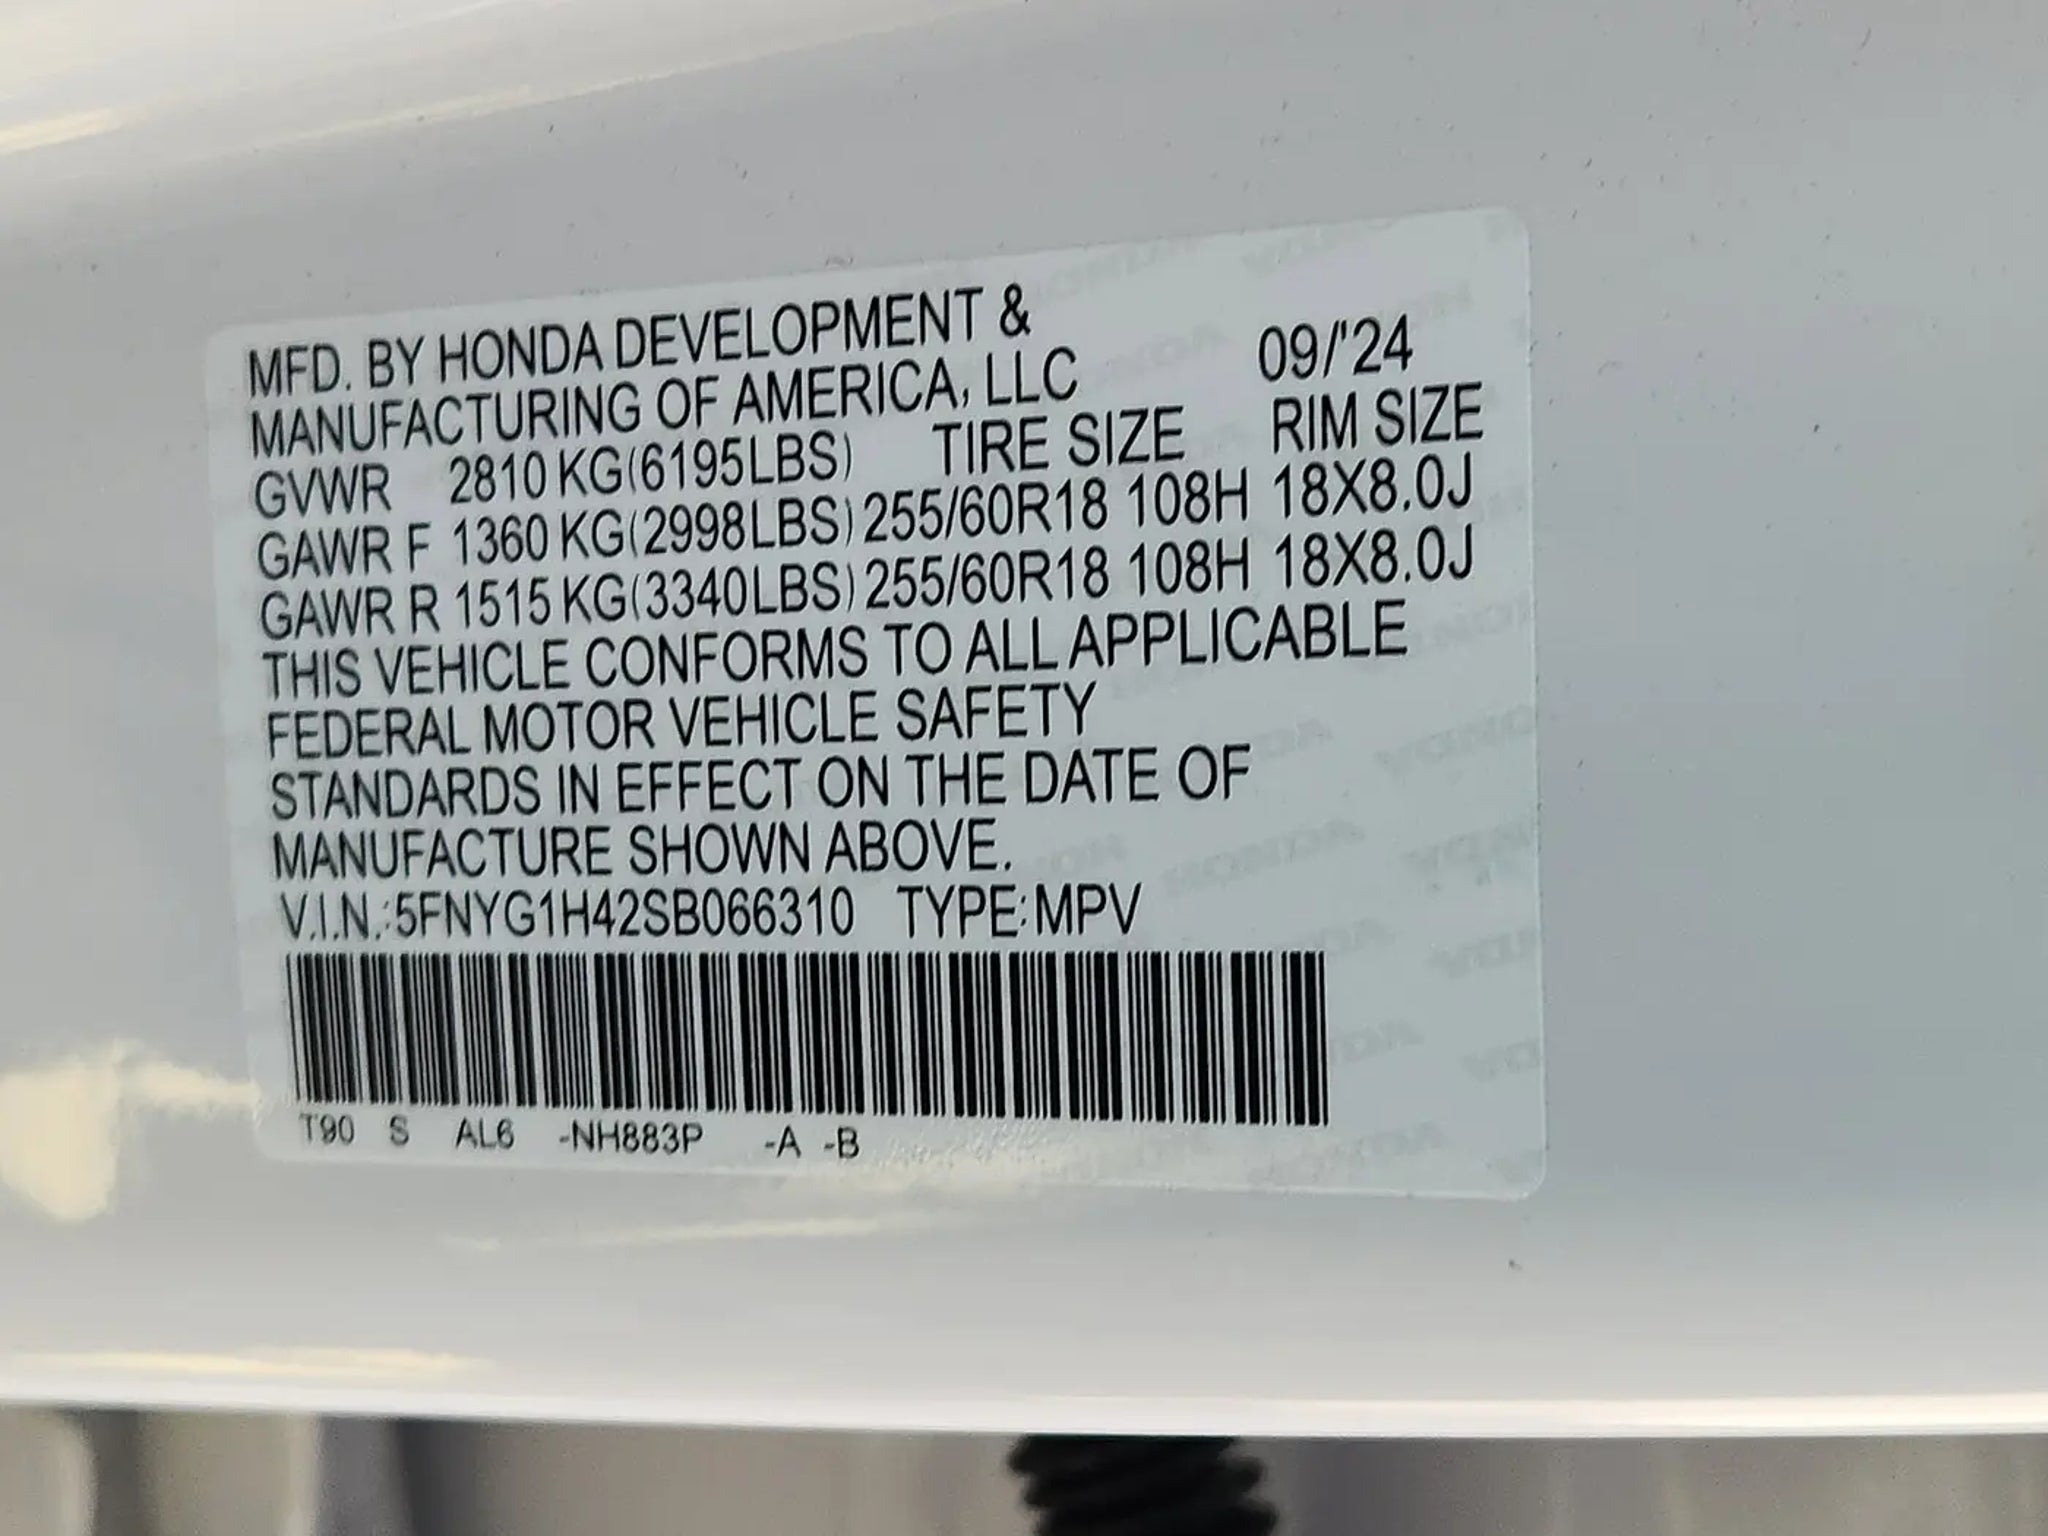 MFD. BY HONDA DEVELOPMENT &
MANUFACTURING OF AMERICA, LLC 09/'24
GVWR 2810 KG(6195LBS) TIRE SIZE RIM SIZE
GAWR F 1360 KG(2998LBS) 255/60R18 108H 18X8.0J
GAWR R 1515 KG(3340LBS) 255/60R18 108H 18X8.0J
THIS VEHICLE CONFORMS TO ALL APPLICABLE
FEDERAL MOTOR VEHICLE SAFETY
STANDARDS IN EFFECT ON THE DATE OF
MANUFACTURE SHOWN ABOVE.
V.I.N.:5FNYG1H42SB066310 TYPE:MPV
T90 S AL6 -NH883P -A -B